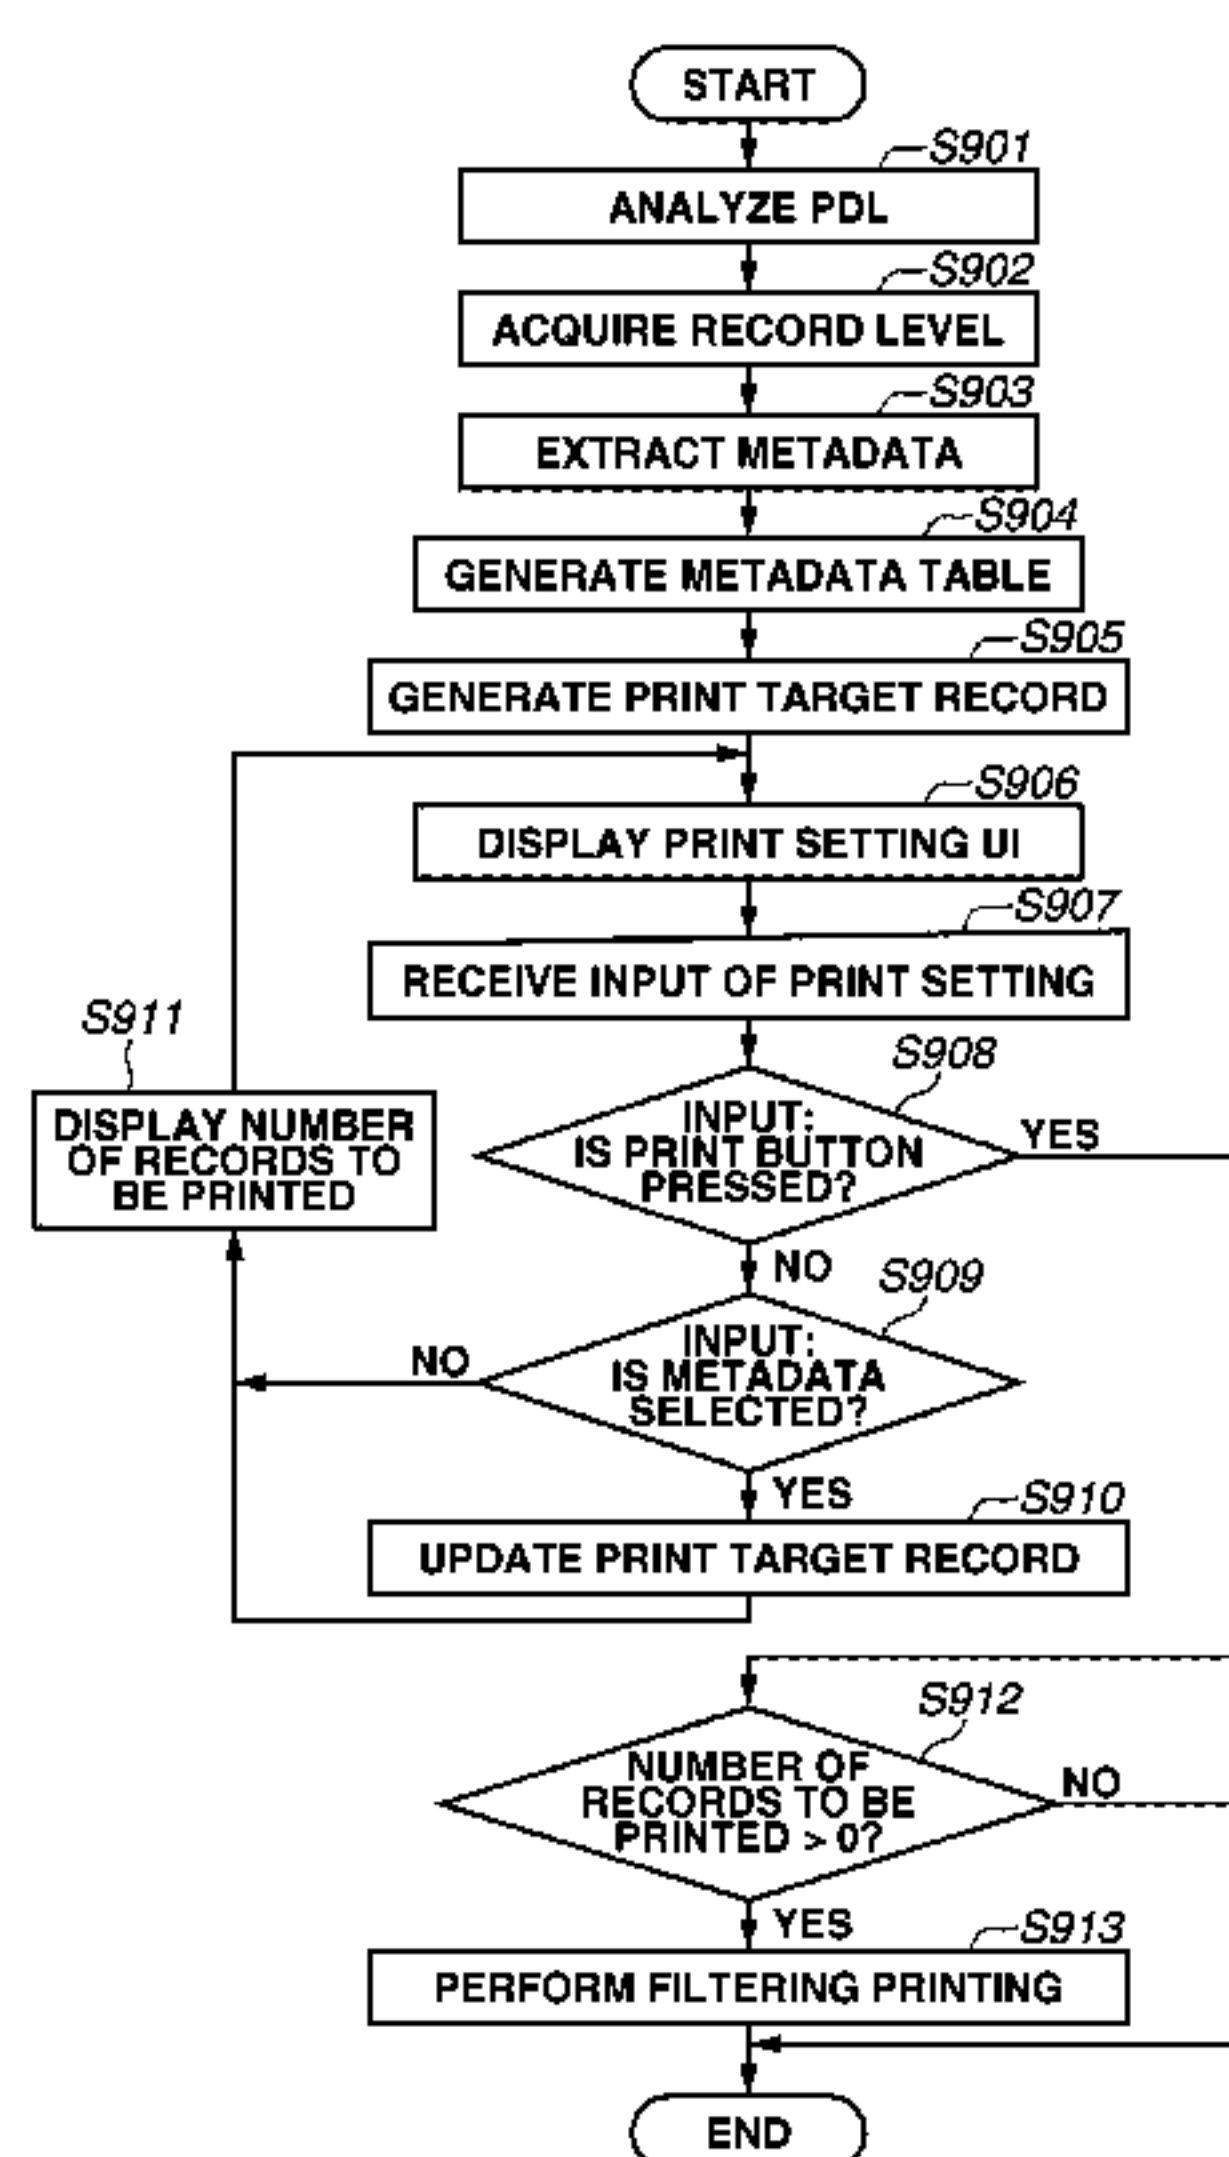 START
S901
ANALYZE PDL
S902
ACQUIRE RECORD LEVEL
S903
EXTRACT METADATA
S904
GENERATE METADATA TABLE
S905
GENERATE PRINT TARGET RECORD
S906
DISPLAY PRINT SETTING UI
S907
RECEIVE INPUT OF PRINT SETTING
S911
DISPLAY NUMBER
OF RECORDS TO
BE PRINTED
S908
INPUT:
IS PRINT BUTTON
PRESSED?
YES
NO
S909
INPUT:
IS METADATA
SELECTED?
NO
YES
S910
UPDATE PRINT TARGET RECORD
S912
NUMBER OF
RECORDS TO BE
PRINTED > 0?
NO
YES
S913
PERFORM FILTERING PRINTING
END